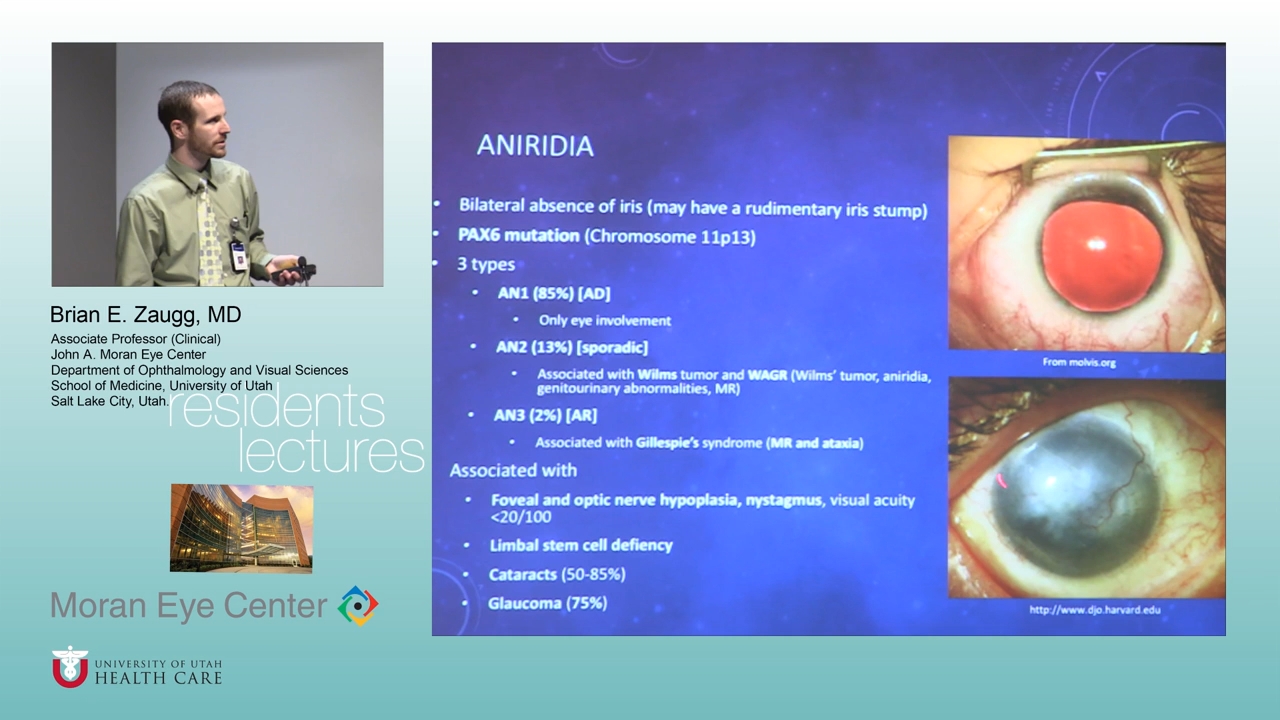 Brian E. Zaugg, MD
Associate Professor (Clinical)
John A. Moran Eye Center
Department of Ophthalmology and Visual Sciences
School of Medicine, University of Utah
Salt Lake City, Utah.
residents
lectures
Moran Eye Center
UNIVERSITY OF UTAH
HEALTH CARE
ANIRIDIA
• Bilateral absence of iris (may have a rudimentary iris stump)
• PAX6 mutation (Chromosome 11p13)
• 3 types
• AN1 (85%) [AD]
• Only eye involvement
• AN2 (13%) [sporadic]
• Associated with Wilms tumor and WAGR (Wilms' tumor, aniridia,
genitourinary abnormalities, MR)
• AN3 (2%) [AR]
• Associated with Gillespie's syndrome (MR and ataxia)
Associated with
• Foveal and optic nerve hypoplasia, nystagmus, visual acuity
<20/100
• Limbal stem cell defiency
• Cataracts (50-85%)
• Glaucoma (75%)
From molvis.org
http://www.djo.harvard.edu